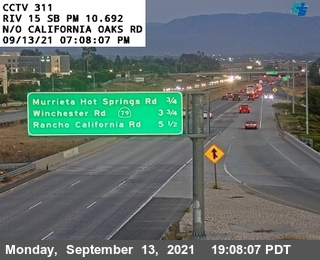 CCTV 311
RIV 15 SB PM 10.692
N/O CALIFORNIA OAKS RD
09/13/21 07:08:07 PM
Murrieta Hot Springs Rd ¾
Winchester Rd 79 3 ¾
Rancho California Rd 5 ½
Monday, September 13, 2021 19:08:07 PDT